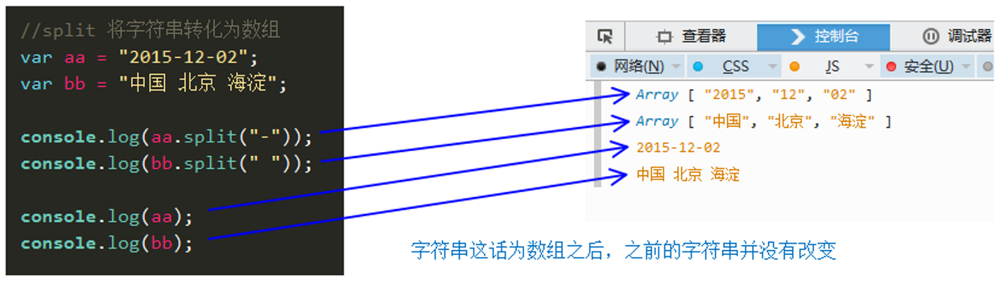 //split 将字符串转化为数组
var aa = "2015-12-02";
var bb = "中国 北京 海淀";
console.log(aa.split("-"));
console.log(bb.split(" "));
console.log(aa);
console.log(bb);
查看器 控制台 调试器
网络(N) CSS JS 安全(U)
Array [ "2015", "12", "02" ]
Array [ "中国", "北京", "海淀" ]
2015-12-02
中国 北京 海淀
字符串这话为数组之后，之前的字符串并没有改变